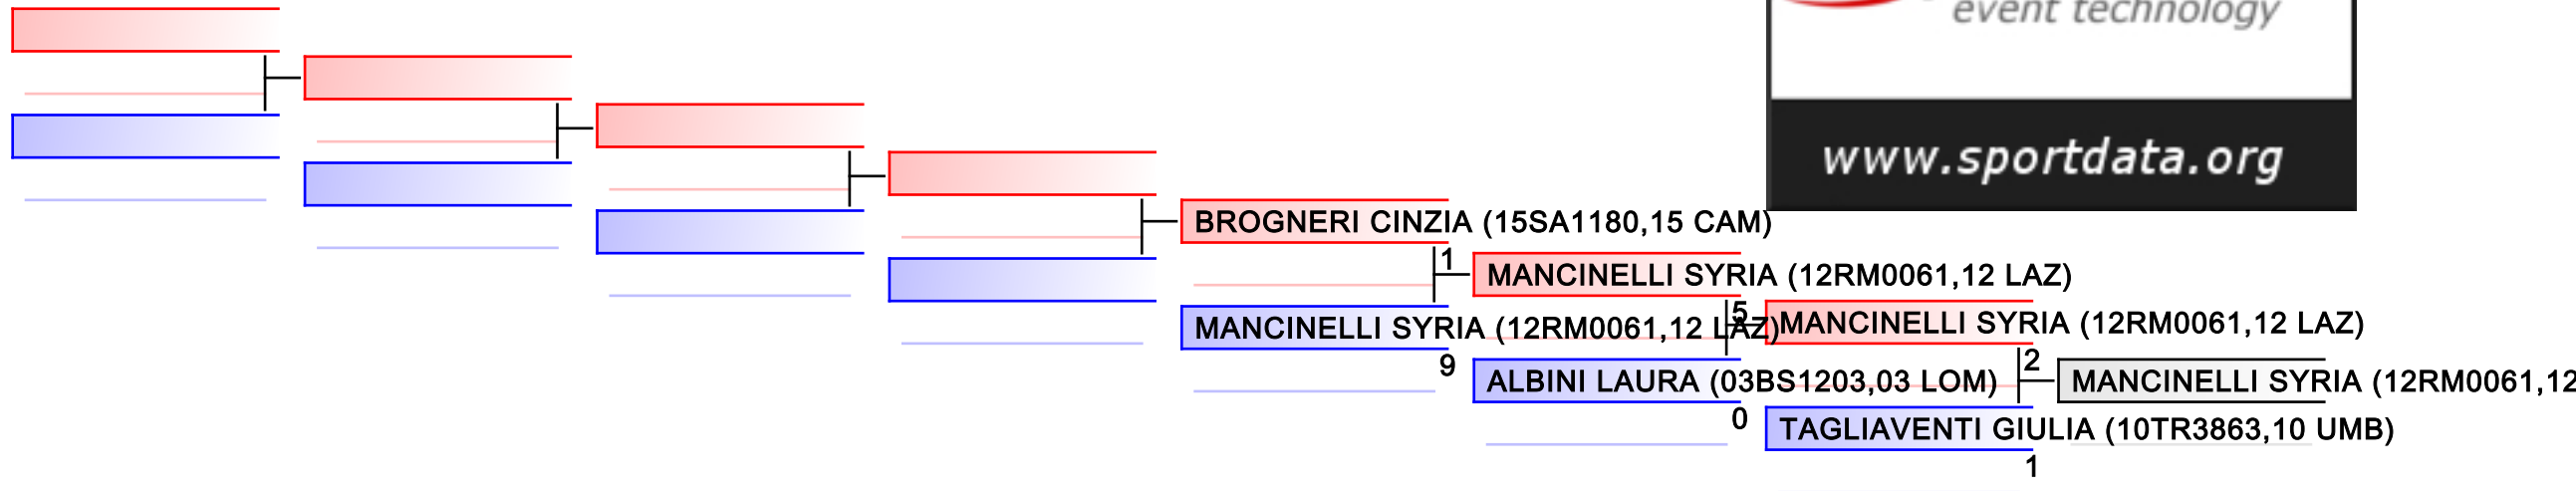 event technology
www.sportdata.org
BROGNERI CINZIA (15SA1180,15 CAM)
1
MANCINELLI SYRIA (12RM0061,12 LAZ)
5
MANCINELLI SYRIA (12RM0061,12 LAZ)
MANCINELLI SYRIA (12RM0061,12 LAZ)
9
2
ALBINI LAURA (03BS1203,03 LOM)
MANCINELLI SYRIA (12RM0061,12
0
TAGLIAVENTI GIULIA (10TR3863,10 UMB)
1